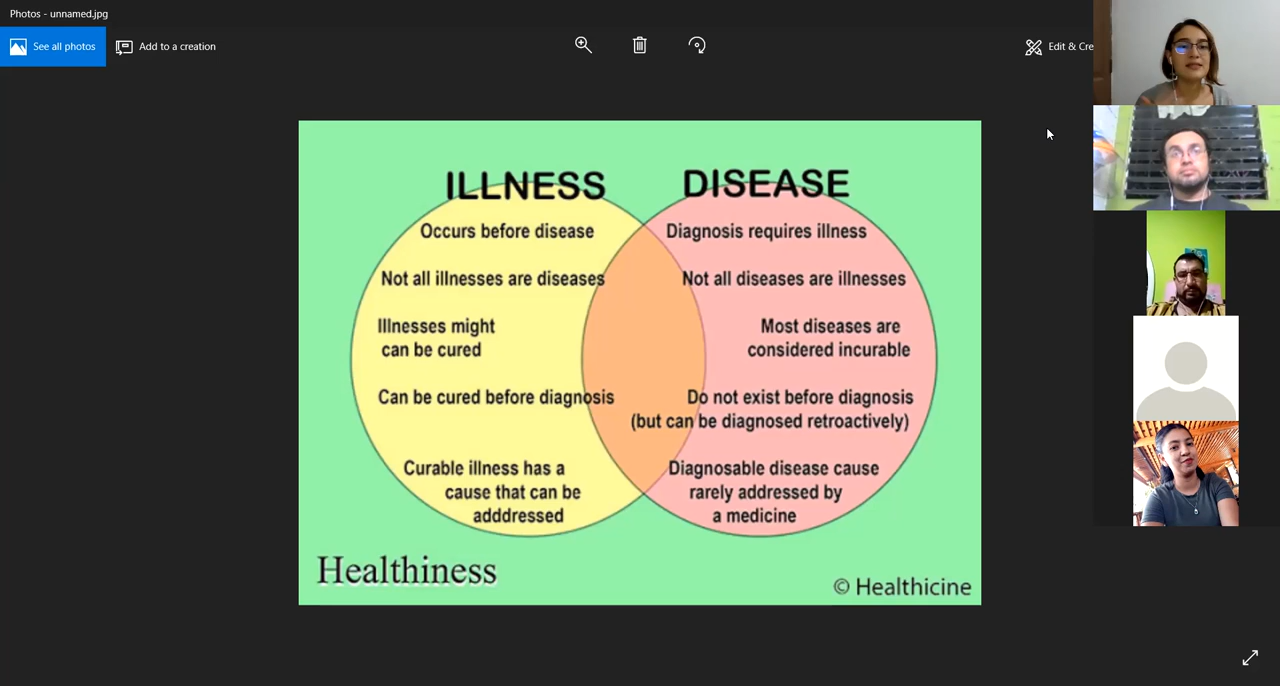 Photos - unnamed.jpg
See all photos
Add to a creation
Edit & Cre
ILLNESS
Occurs before disease
Not all illnesses are diseases
Illnesses might
can be cured
Can be cured before diagnosis
Curable illness has a
cause that can be
adddressed
DISEASE
Diagnosis requires illness
Not all diseases are illnesses
Most diseases are
considered incurable
Do not exist before diagnosis
(but can be diagnosed retroactively)
Diagnosable disease cause
rarely addressed by
a medicine
Healthiness
© Healthicine